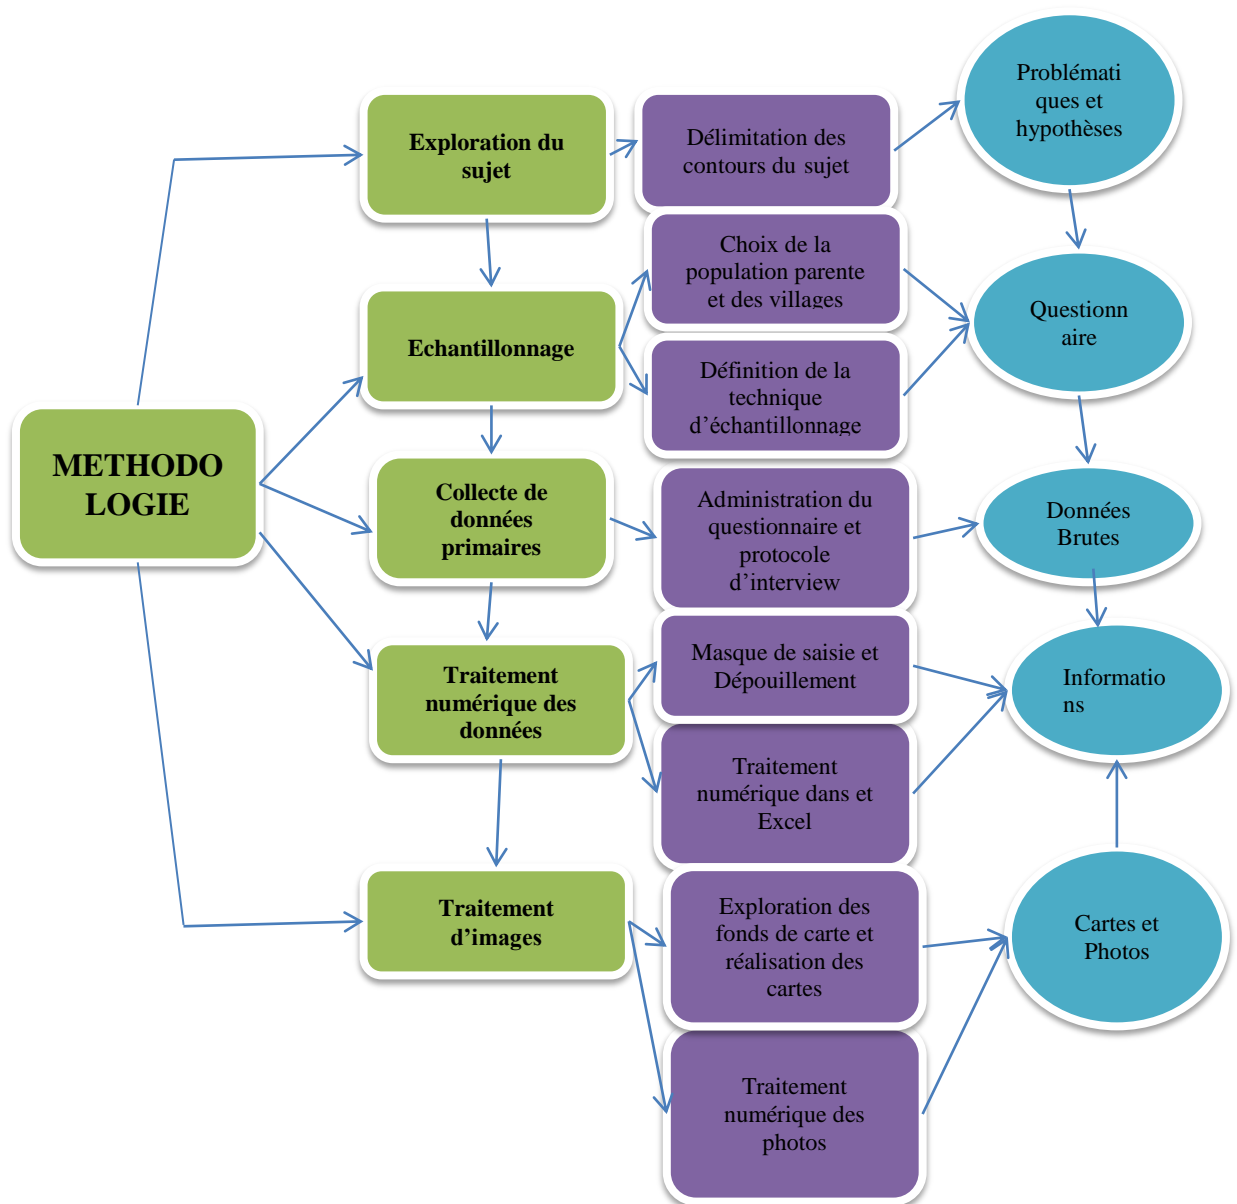 METHODO
LOGIE
Exploration du
sujet
Echantillonnage
Collecte de
données
primaires
Traitement
numérique des
données
Traitement
d’images
Délimitation des
contours du sujet
Choix de la
population parente
et des villages
Définition de la
technique
d’échantillonnage
Administration du
questionnaire et
protocole
d’interview
Masque de saisie et
Dépouillement
Traitement
numérique dans et
Excel
Exploration des
fonds de carte et
réalisation des
cartes
Traitement
numérique des
photos
Problémati
ques et
hypothèses
Questionn
aire
Données
Brutes
Informatio
ns
Cartes et
Photos